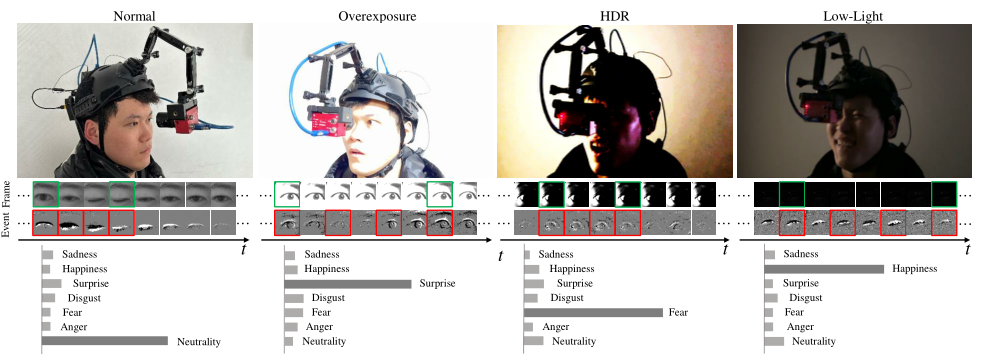 Normal Overexposure HDR Low-Light
Frame
Event
t t t t
Sadness
Happiness
Surprise
Disgust
Fear
Anger
Neutrality
Sadness
Happiness
Surprise
Disgust
Fear
Anger
Neutrality
Sadness
Happiness
Surprise
Disgust
Fear
Anger
Neutrality
Sadness
Happiness
Surprise
Disgust
Fear
Anger
Neutrality